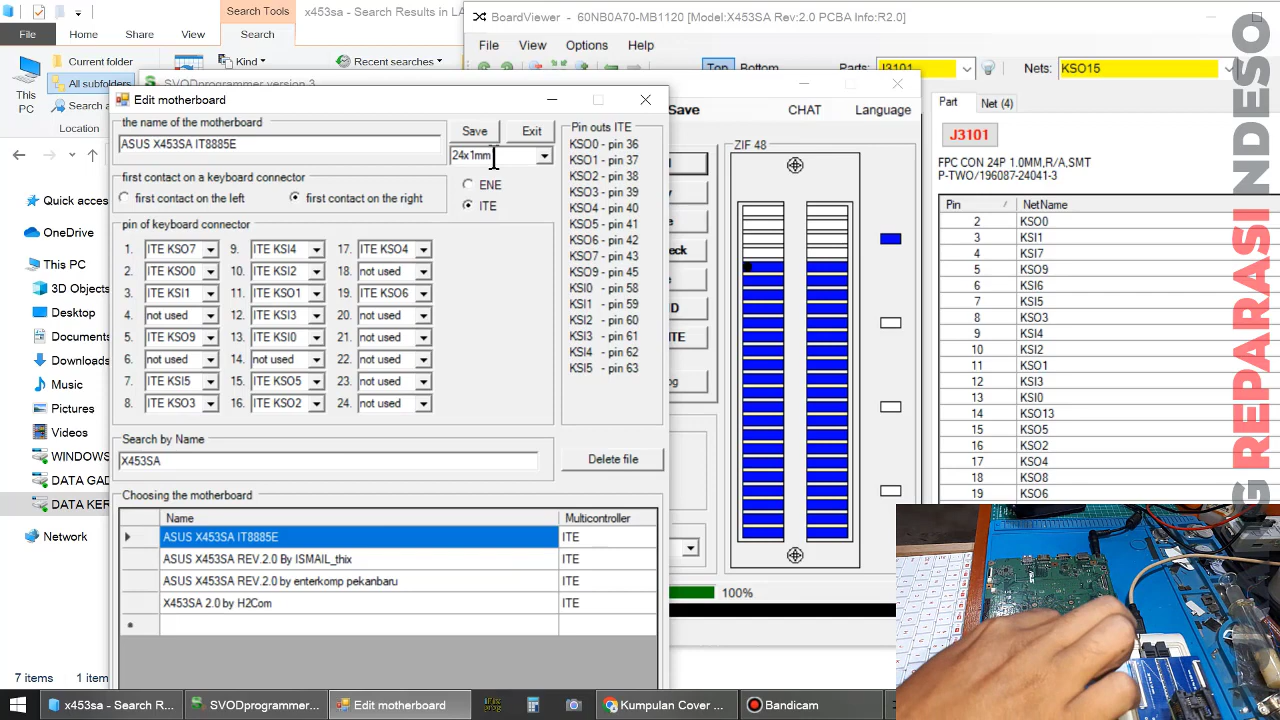 Search Tools
x453sa - Search Results in LA
File
Home
Share
View
Search
Current folder
All subfolders
Kind
Recent searches
This PC
Location
BoardViewer - 60NB0A70-MB1120 [Model:X453SA Rev:2.0 PCBA Info:R2.0]
File
View
Options
Help
Top
Bottom
Parts:
J3101
Nets:
KSO15
SVODprogrammer version 3
Save
CHAT
Language
Edit motherboard
the name of the motherboard
ASUS X453SA IT8885E
Save
Exit
24x1mm
first contact on a keyboard connector
first contact on the left
first contact on the right
ENE
ITE
pin of keyboard connector
1. ITE KSO7 9. ITE KSI4 17. ITE KSO4
2. ITE KSO0 10. ITE KSI2 18. not used
3. ITE KSI1 11. ITE KSO1 19. ITE KSO6
4. not used 12. ITE KSI3 20. not used
5. ITE KSO9 13. ITE KSI0 21. not used
6. not used 14. not used 22. not used
7. ITE KSI5 15. ITE KSO5 23. not used
8. ITE KSO3 16. ITE KSO2 24. not used
Pin outs ITE
KSO0 - pin 36
KSO1 - pin 37
KSO2 - pin 38
KSO3 - pin 39
KSO4 - pin 40
KSO5 - pin 41
KSO6 - pin 42
KSO7 - pin 43
KSO9 - pin 45
KSI0 - pin 58
KSI1 - pin 59
KSI2 - pin 60
KSI3 - pin 61
KSI4 - pin 62
KSI5 - pin 63
Search by Name
X453SA
Delete file
Choosing the motherboard
Name Multicontroller
ASUS X453SA IT8885E ITE
ASUS X453SA REV.2.0 By ISMAIL_thix ITE
ASUS X453SA REV.2.0 by enterkomp pekanbaru ITE
X453SA 2.0 by H2Com ITE
Quick access
OneDrive
This PC
3D Objects
Desktop
Documents
Downloads
Music
Pictures
Videos
WINDOWS
DATA GAD
DATA KER
Network
7 items
1 item
ZIF 48
100%
Part
Net (4)
J3101
FPC CON 24P 1.0MM,R/A,SMT
P-TWO/196087-24041-3
Pin NetName
2 KSO0
3 KSI1
4 KSI7
5 KSO9
6 KSI6
7 KSI5
8 KSO3
9 KSI4
10 KSI2
11 KSO1
12 KSI3
13 KSI0
14 KSO13
15 KSO5
16 KSO2
17 KSO4
18 KSO8
19 KSO6
x453sa - Search R...
SVODprogrammer...
Edit motherboard
Kumpulan Cover ...
Bandicam
G REPARASI INDESO